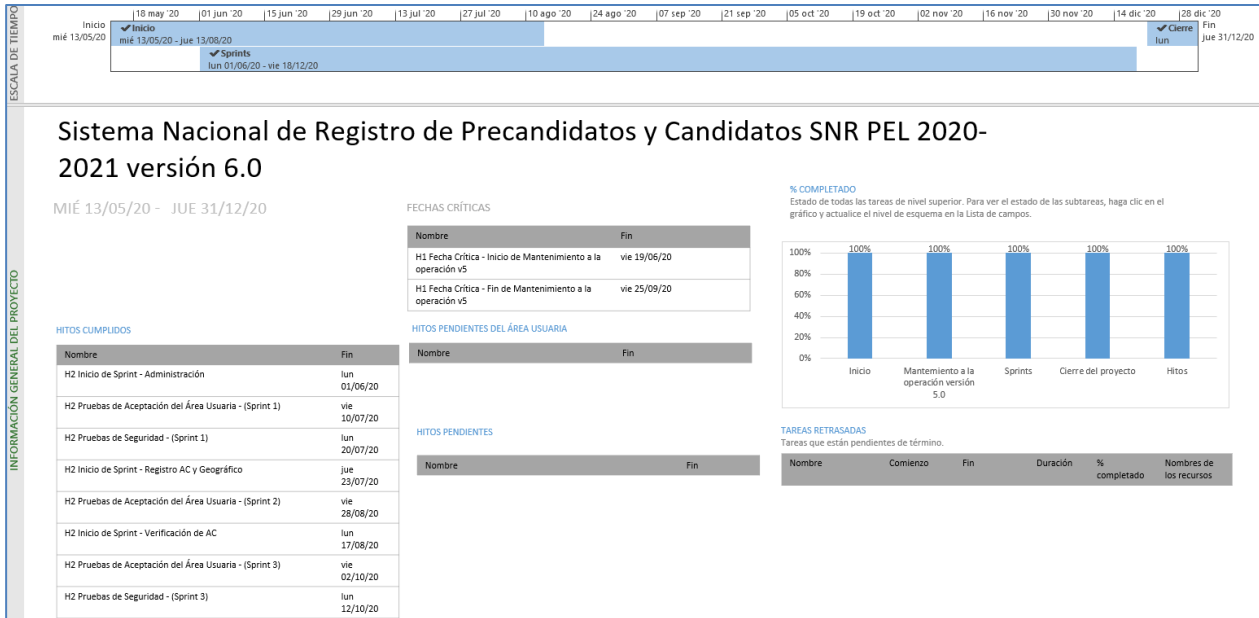 ESCALA DE TIEMPO
18 may '20 01 jun '20 15 jun '20 29 jun '20 13 jul '20 27 jul '20 10 ago '20 24 ago '20 07 sep '20 21 sep '20 05 oct '20 19 oct '20 02 nov '20 16 nov '20 30 nov '20 14 dic '20 28 dic '20
Inicio
mié 13/05/20
Inicio
mié 13/05/20 - jue 13/08/20
Sprints
lun 01/06/20 - vie 18/12/20
Cierre
lun
Fin
jue 31/12/20
INFORMACIÓN GENERAL DEL PROYECTO
Sistema Nacional de Registro de Precandidatos y Candidatos SNR PEL 2020-
2021 versión 6.0
MIÉ 13/05/20 - JUE 31/12/20
HITOS CUMPLIDOS
Nombre Fin
H2 Inicio de Sprint - Administración lun
01/06/20
H2 Pruebas de Aceptación del Área Usuaria - (Sprint 1) vie
10/07/20
H2 Pruebas de Seguridad - (Sprint 1) lun
20/07/20
H2 Inicio de Sprint - Registro AC y Geográfico jue
23/07/20
H2 Pruebas de Aceptación del Área Usuaria - (Sprint 2) vie
28/08/20
H2 Inicio de Sprint - Verificación de AC lun
17/08/20
H2 Pruebas de Aceptación del Área Usuaria - (Sprint 3) vie
02/10/20
H2 Pruebas de Seguridad - (Sprint 3) lun
12/10/20
FECHAS CRÍTICAS
Nombre Fin
H1 Fecha Crítica - Inicio de Mantenimiento a la vie 19/06/20
operación v5
H1 Fecha Crítica - Fin de Mantenimiento a la vie 25/09/20
operación v5
HITOS PENDIENTES DEL ÁREA USUARIA
Nombre Fin
HITOS PENDIENTES
Nombre Fin
% COMPLETADO
Estado de todas las tareas de nivel superior. Para ver el estado de las subtareas, haga clic en el
gráfico y actualice el nivel de esquema en la Lista de campos.
100% 100% 100% 100% 100%
100%
80%
60%
40%
20%
0%
Inicio Mantemiento a la Sprints Cierre del proyecto Hitos
operación versión
5.0
TAREAS RETRASADAS
Tareas que están pendientes de término.
Nombre Comienzo Fin Duración % Nombres de
completado los recursos